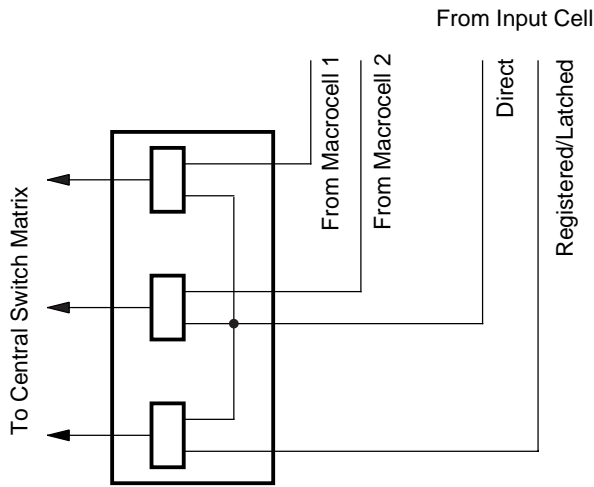 From Input Cell
From Macrocell 1
From Macrocell 2
Direct
Registered/Latched
To Central Switch Matrix